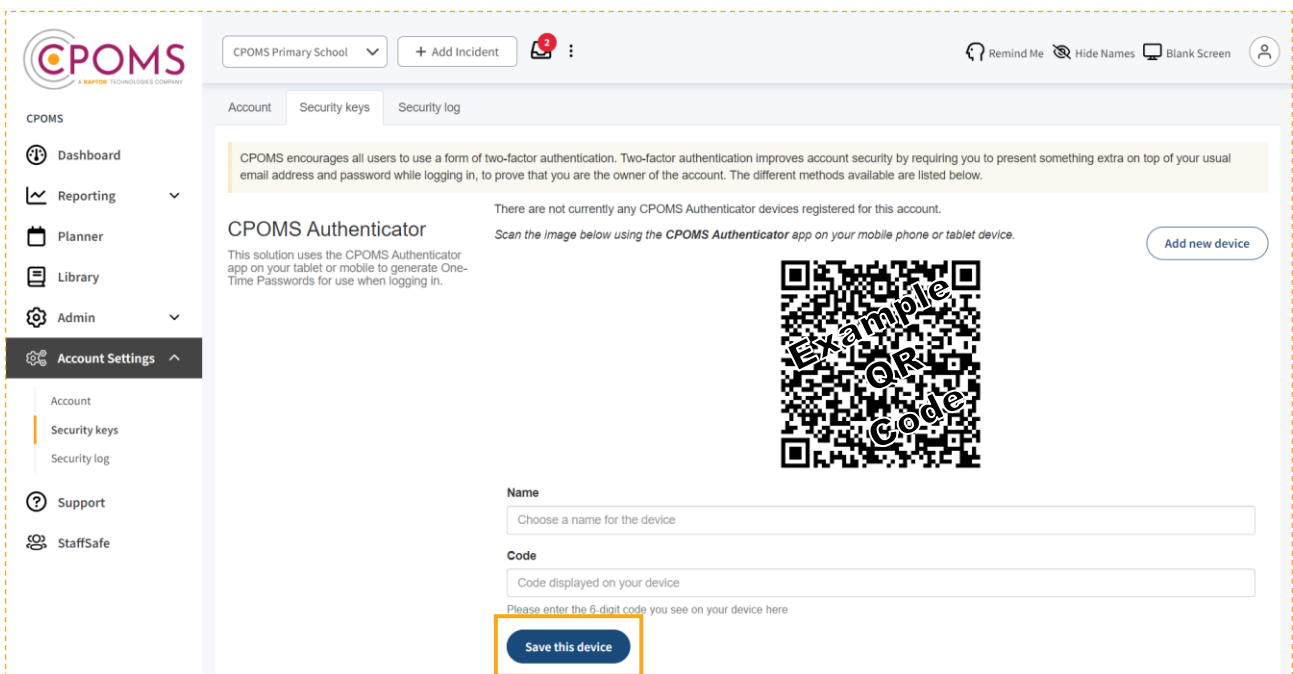 CPOMS
A RAPTOR TECHNOLOGIES COMPANY
CPOMS Primary School
+ Add Incident
2
Remind Me
Hide Names
Blank Screen
CPOMS
Dashboard
Reporting
Planner
Library
Admin
Account Settings
Account
Security keys
Security log
Support
StaffSafe
Account
Security keys
Security log
CPOMS encourages all users to use a form of two-factor authentication. Two-factor authentication improves account security by requiring you to present something extra on top of your usual
email address and password while logging in, to prove that you are the owner of the account. The different methods available are listed below.
CPOMS Authenticator
This solution uses the CPOMS Authenticator
app on your tablet or mobile to generate One-
Time Passwords for use when logging in.
There are not currently any CPOMS Authenticator devices registered for this account.
Scan the image below using the CPOMS Authenticator app on your mobile phone or tablet device.
Add new device
Example
QR
Code
Name
Choose a name for the device
Code
Code displayed on your device
Please enter the 6-digit code you see on your device here
Save this device